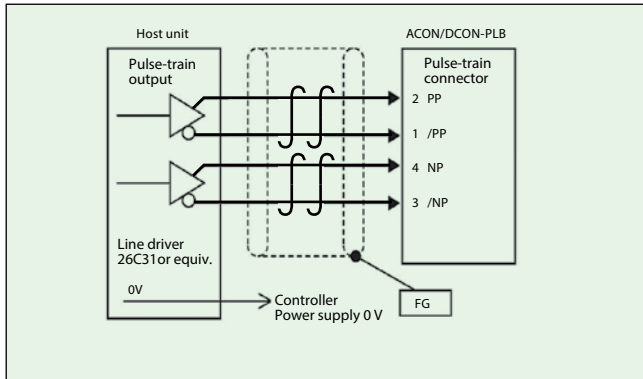 Host unit
ACON/DCON-PLB
Pulse-train
output
Pulse-train
connector
2 PP
1 /PP
4 NP
3 /NP
Line driver
26C31or equiv.
0V
Controller
Power supply 0 V
FG